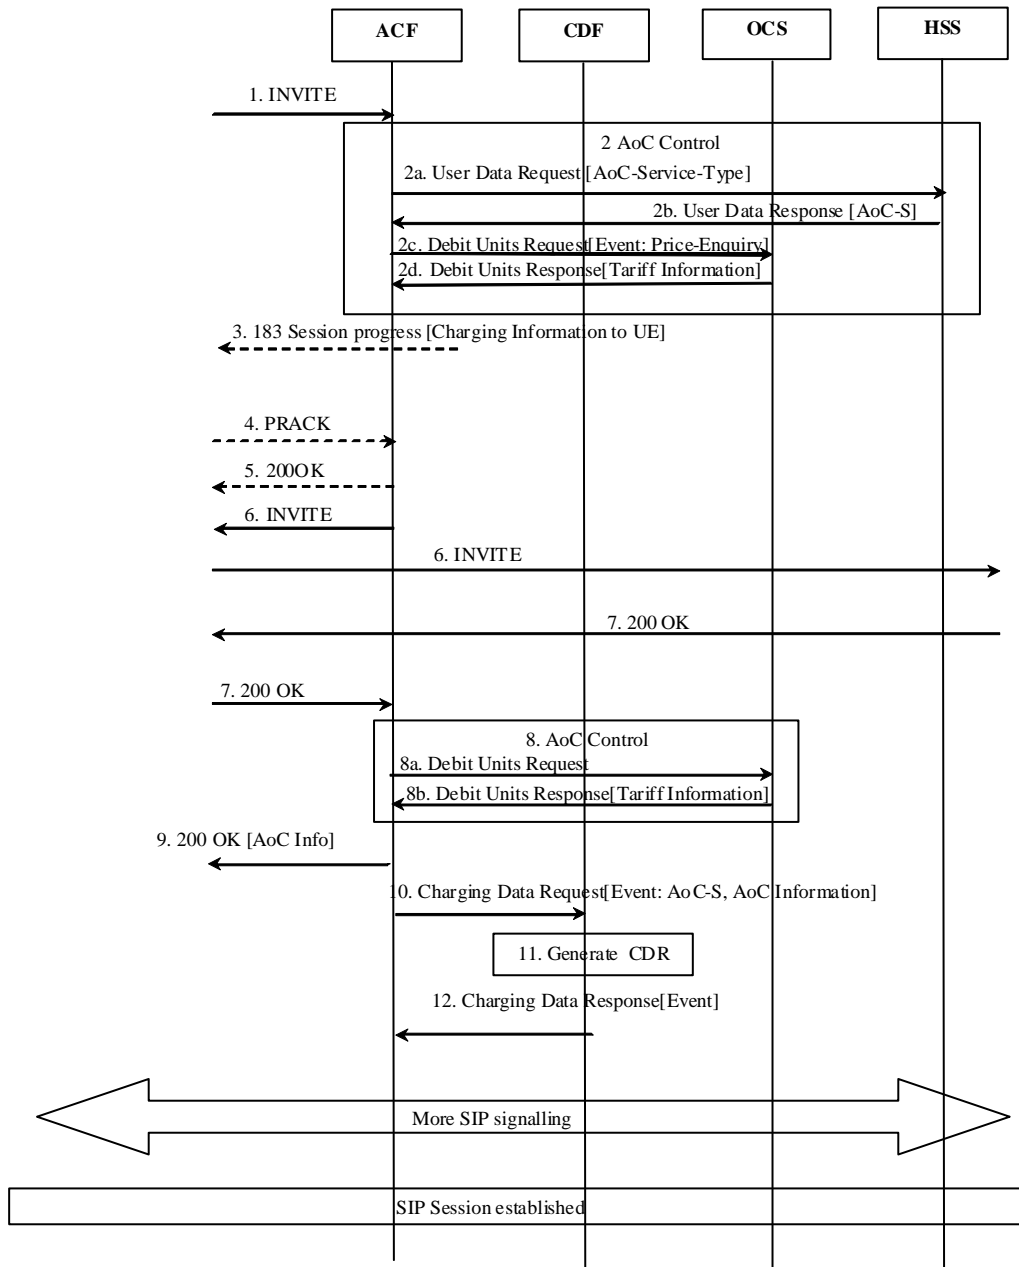 ACF CDF OCS HSS
1. INVITE
2 AoC Control
2a. User Data Request [AoC-Service-Type]
2b. User Data Response [AoC-S]
2c. Debit Units Request[Event: Price-Enquiry]
2d. Debit Units Response[Tariff Information]
3. 183 Session progress [Charging Information to UE]
4. PRACK
5. 200OK
6. INVITE
6. INVITE
7. 200 OK
7. 200 OK
8. AoC Control
8a. Debit Units Request
8b. Debit Units Response[Tariff Information]
9. 200 OK [AoC Info]
10. Charging Data Request[Event: AoC-S, AoC Information]
11. Generate CDR
12. Charging Data Response[Event]
More SIP signalling
SIP Session established